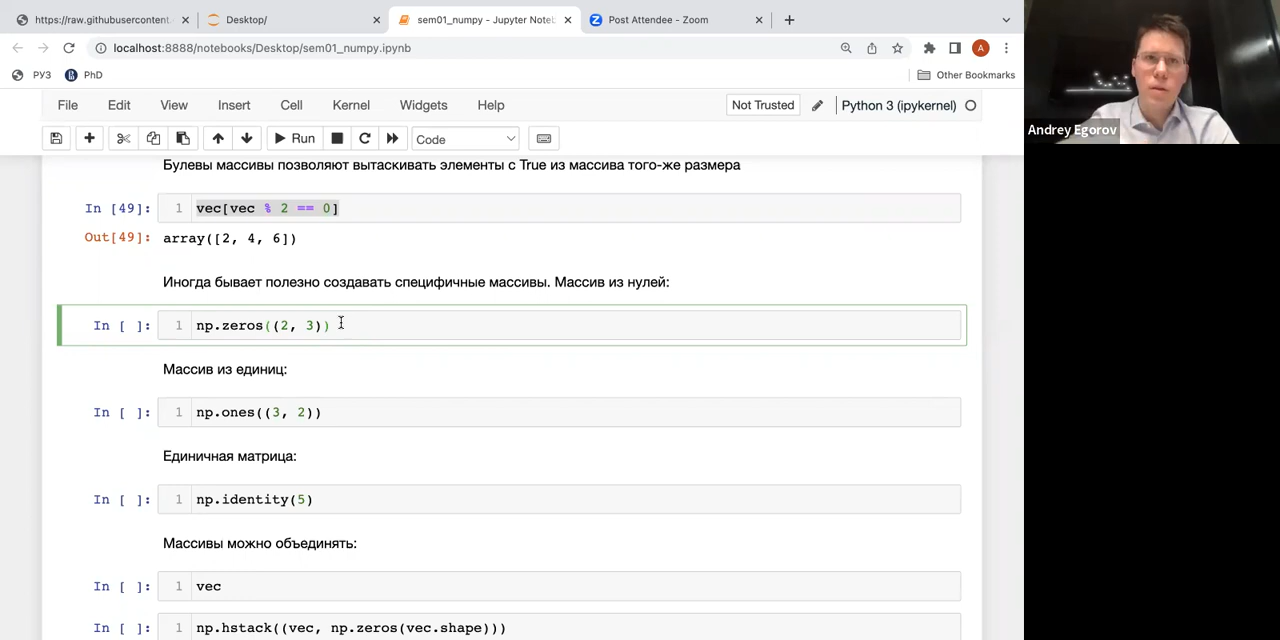 https://raw.githubusercontent.
Desktop/
sem01_numpy - Jupyter Note
Post Attendee - Zoom
localhost:8888/notebooks/Desktop/sem01_numpy.ipynb
A
РУЗ
PhD
Other Bookmarks
File Edit View Insert Cell Kernel Widgets Help
Not Trusted
Python 3 (ipykernel)
Run
Code
Andrey Egorov
Булевы массивы позволяют вытаскивать элементы с True из массива того-же размера
In [49]: 1 vec[vec % 2 == 0]
Out[49]: array([2, 4, 6])
Иногда бывает полезно создавать специфичные массивы. Массив из нулей:
In [ ]: 1 np.zeros((2, 3))
Массив из единиц:
In [ ]: 1 np.ones((3, 2))
Единичная матрица:
In [ ]: 1 np.identity(5)
Массивы можно объединять:
In [ ]: 1 vec
In [ ]: 1 np.hstack((vec, np.zeros(vec.shape)))